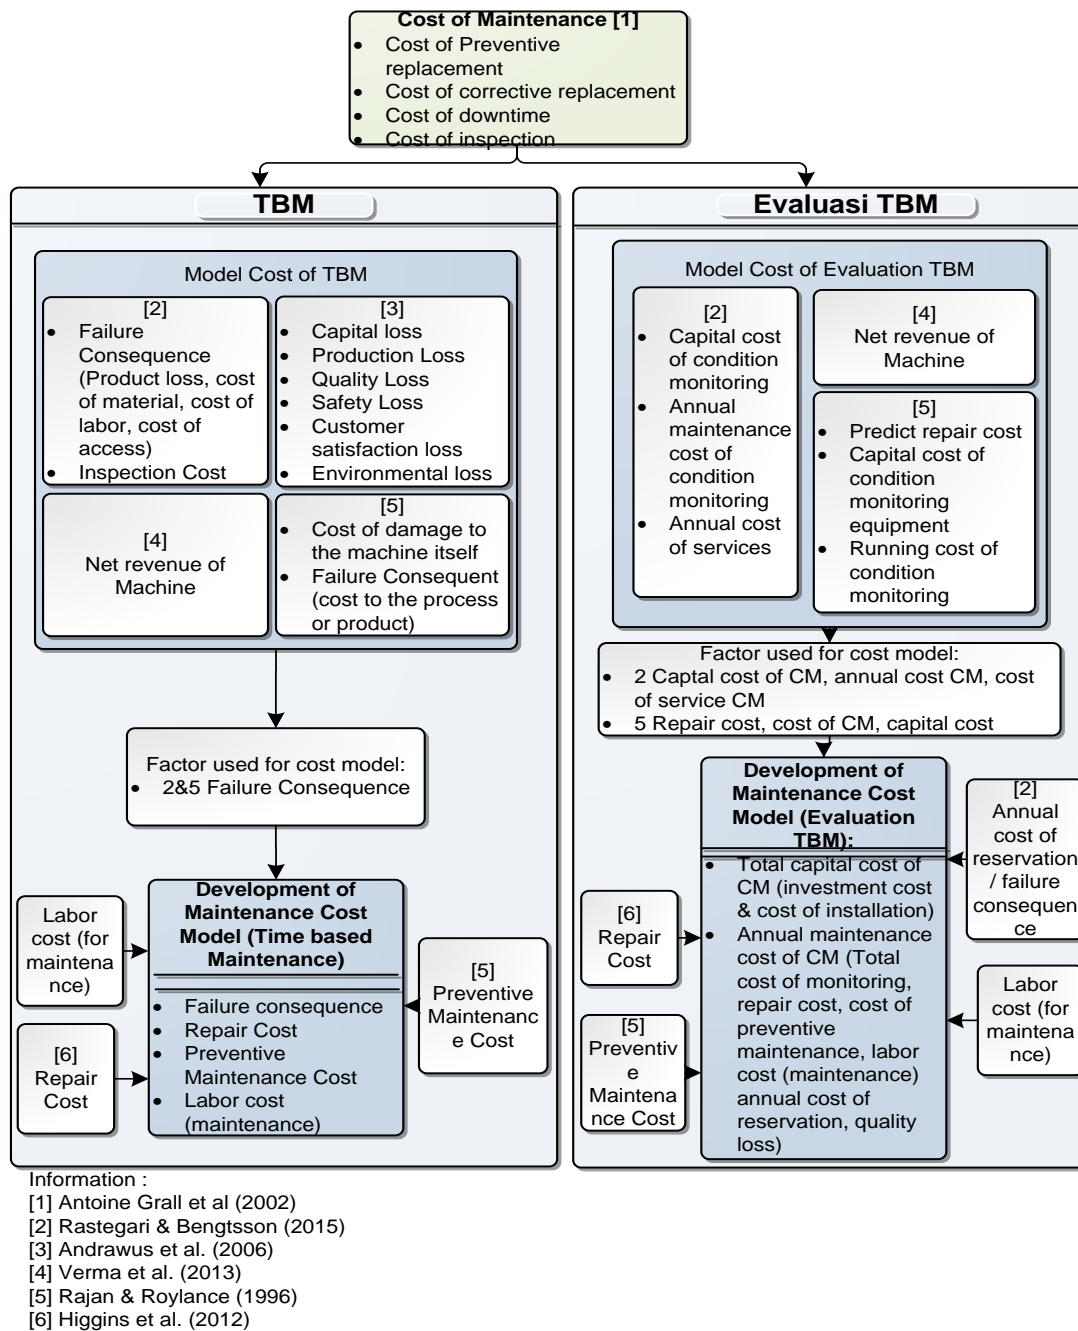 Cost of Maintenance [1]
• Cost of Preventive
replacement
• Cost of corrective replacement
• Cost of downtime
• Cost of inspection
TBM
Model Cost of TBM
[2]
• Failure
Consequence
(Product loss, cost
of material, cost of
labor, cost of
access)
• Inspection Cost
[3]
• Capital loss
• Production Loss
• Quality Loss
• Safety Loss
• Customer
satisfaction loss
• Environmental loss
[4]
Net revenue of
Machine
[5]
• Cost of damage to
the machine itself
• Failure Consequent
(cost to the process
or product)
Factor used for cost model:
• 2&5 Failure Consequence
Labor
cost (for
maintena
nce)
[6]
Repair
Cost
Development of
Maintenance Cost
Model (Time based
Maintenance)
• Failure consequence
• Repair Cost
• Preventive
Maintenance Cost
• Labor cost
(maintenance)
[5]
Preventive
Maintenanc
e Cost
Evaluasi TBM
Model Cost of Evaluation TBM
[2]
• Capital cost
of condition
monitoring
• Annual
maintenance
cost of
condition
monitoring
• Annual cost
of services
[4]
Net revenue of
Machine
[5]
• Predict repair cost
• Capital cost of
condition
monitoring
equipment
• Running cost of
condition
monitoring
Factor used for cost model:
• 2 Captal cost of CM, annual cost CM, cost
of service CM
• 5 Repair cost, cost of CM, capital cost
[6]
Repair
Cost
[5]
Preventiv
e
Maintena
nce Cost
Development of
Maintenance Cost
Model (Evaluation
TBM):
• Total capital cost of
CM (investment cost
& cost of installation)
• Annual maintenance
cost of CM (Total
cost of monitoring,
repair cost, cost of
preventive
maintenance, labor
cost (maintenance)
annual cost of
reservation, quality
loss)
[2]
Annual
cost of
reservation
/ failure
consequen
ce
Labor
cost (for
maintena
nce)
Information :
[1] Antoine Grall et al (2002)
[2] Rastegari & Bengtsson (2015)
[3] Andrawus et al. (2006)
[4] Verma et al. (2013)
[5] Rajan & Roylance (1996)
[6] Higgins et al. (2012)